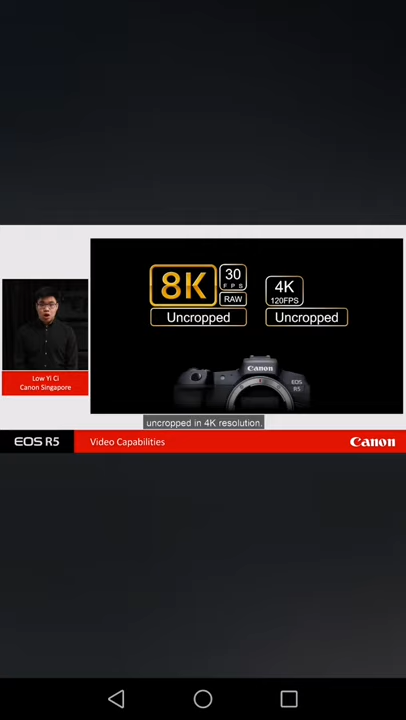 8K
30
FPS
RAW
Uncropped
4K
120FPS
Uncropped
Canon
EOS
R5
Low Yi Ci
Canon Singapore
uncropped in 4K resolution.
EOS R5
Video Capabilities
Canon